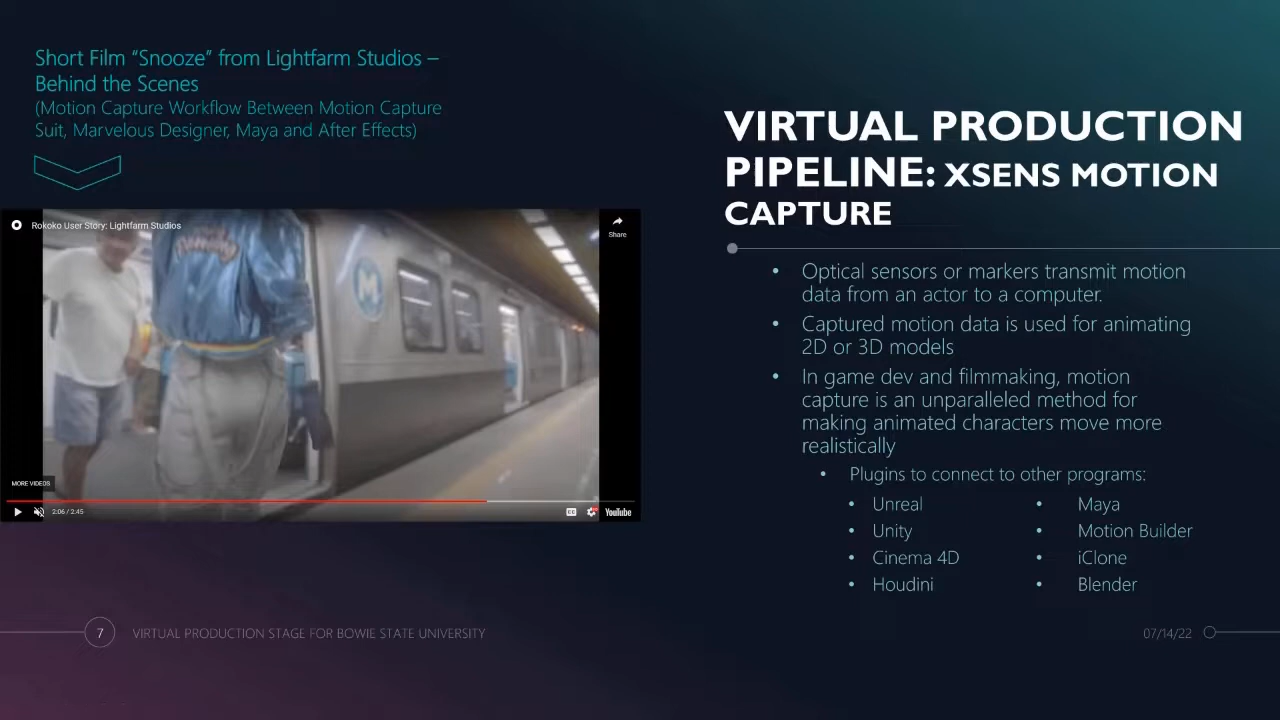 Short Film “Snooze” from Lightfarm Studios –
Behind the Scenes
(Motion Capture Workflow Between Motion Capture
Suit, Marvelous Designer, Maya and After Effects)
Rokoko User Story: Lightfarm Studios
Share
M
MORE VIDEOS
2:06 / 2:45
CC
YouTube
VIRTUAL PRODUCTION
PIPELINE: XSENS MOTION
CAPTURE
• Optical sensors or markers transmit motion
data from an actor to a computer.
• Captured motion data is used for animating
2D or 3D models
• In game dev and filmmaking, motion
capture is an unparalleled method for
making animated characters move more
realistically
• Plugins to connect to other programs:
• Unreal
• Unity
• Cinema 4D
• Houdini
• Maya
• Motion Builder
• iClone
• Blender
7
VIRTUAL PRODUCTION STAGE FOR BOWIE STATE UNIVERSITY
07/14/22